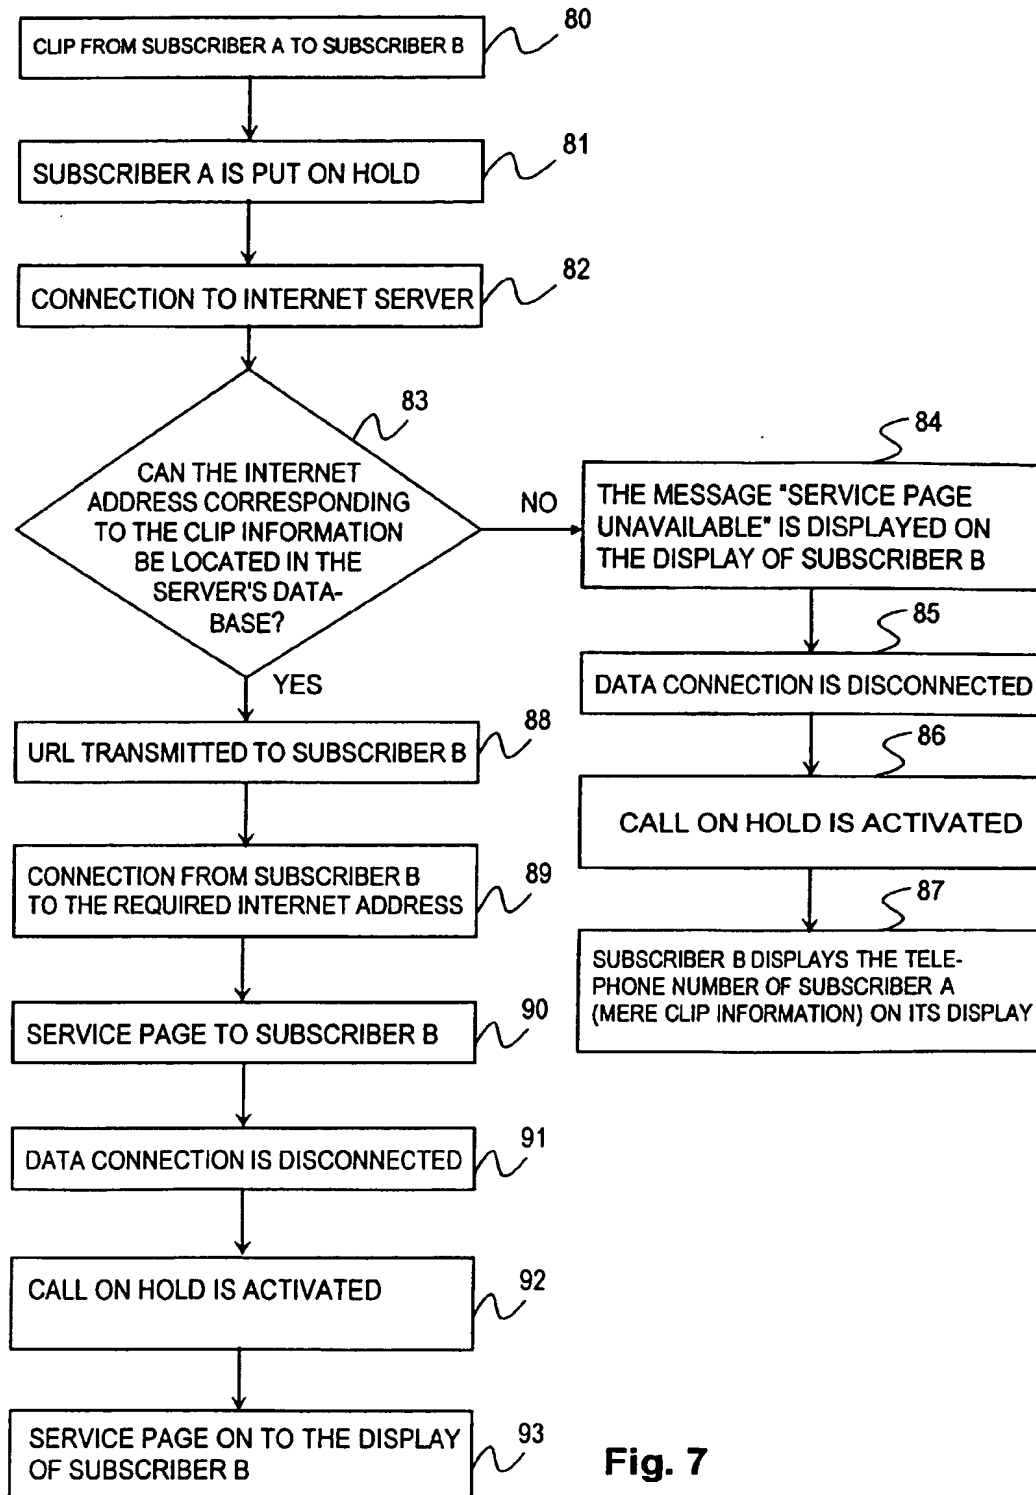 CLIP FROM SUBSCRIBER A TO SUBSCRIBER B
80
SUBSCRIBER A IS PUT ON HOLD
81
CONNECTION TO INTERNET SERVER
82
83
CAN THE INTERNET
ADDRESS CORRESPONDING
TO THE CLIP INFORMATION
BE LOCATED IN THE
SERVER'S DATA-
BASE?
NO
YES
84
THE MESSAGE "SERVICE PAGE
UNAVAILABLE" IS DISPLAYED ON
THE DISPLAY OF SUBSCRIBER B
85
DATA CONNECTION IS DISCONNECTED
86
CALL ON HOLD IS ACTIVATED
87
SUBSCRIBER B DISPLAYS THE TELE-
PHONE NUMBER OF SUBSCRIBER A
(MERE CLIP INFORMATION) ON ITS DISPLAY
URL TRANSMITTED TO SUBSCRIBER B
88
CONNECTION FROM SUBSCRIBER B
TO THE REQUIRED INTERNET ADDRESS
89
SERVICE PAGE TO SUBSCRIBER B
90
DATA CONNECTION IS DISCONNECTED
91
CALL ON HOLD IS ACTIVATED
92
SERVICE PAGE ON TO THE DISPLAY
OF SUBSCRIBER B
93
Fig. 7